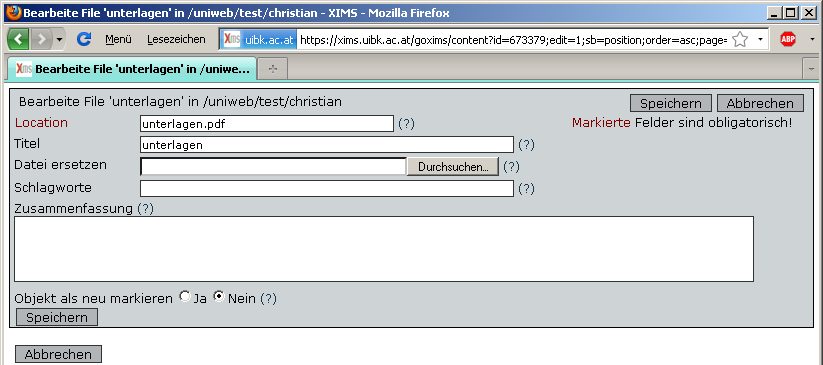 Bearbeite File 'unterlagen' in /uniweb/test/christian - XIMS - Mozilla Firefox
Menü Lesezeichen Xims uibk.ac.at https://xims.uibk.ac.at/goxims/content?id=673379;edit=1;sb=position;order=asc;page= ABP
Xims Bearbeite File 'unterlagen' in /uniwe...
Bearbeite File 'unterlagen' in /uniweb/test/christian Speichern Abbrechen
Location unterlagen.pdf (?) Markierte Felder sind obligatorisch!
Titel unterlagen (?)
Datei ersetzen Durchsuchen... (?)
Schlagworte (?)
Zusammenfassung (?)
Objekt als neu markieren Ja Nein (?)
Speichern
Abbrechen